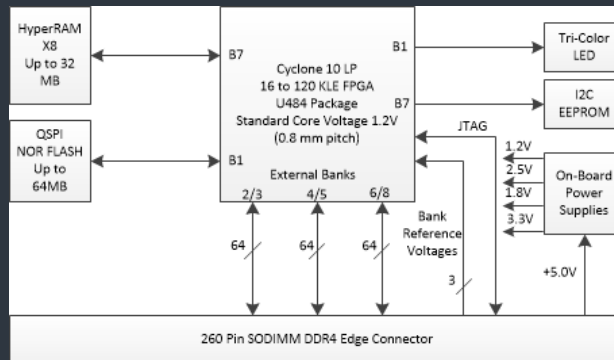 HyperRAM
X8
Up to 32
MB
QSPI
NOR FLASH
Up to
64MB
B7
B1
Cyclone 10 LP
16 to 120 KLE FPGA
U484 Package
Standard Core Voltage 1.2V
(0.8 mm pitch)
External Banks
2/3 4/5 6/8
B1
B7
Tri-Color
LED
I2C
EEPROM
JTAG
1.2V
2.5V
1.8V
3.3V
On-Board
Power
Supplies
+5.0V
Bank
Reference
Voltages
64 64 64
3
260 Pin SODIMM DDR4 Edge Connector